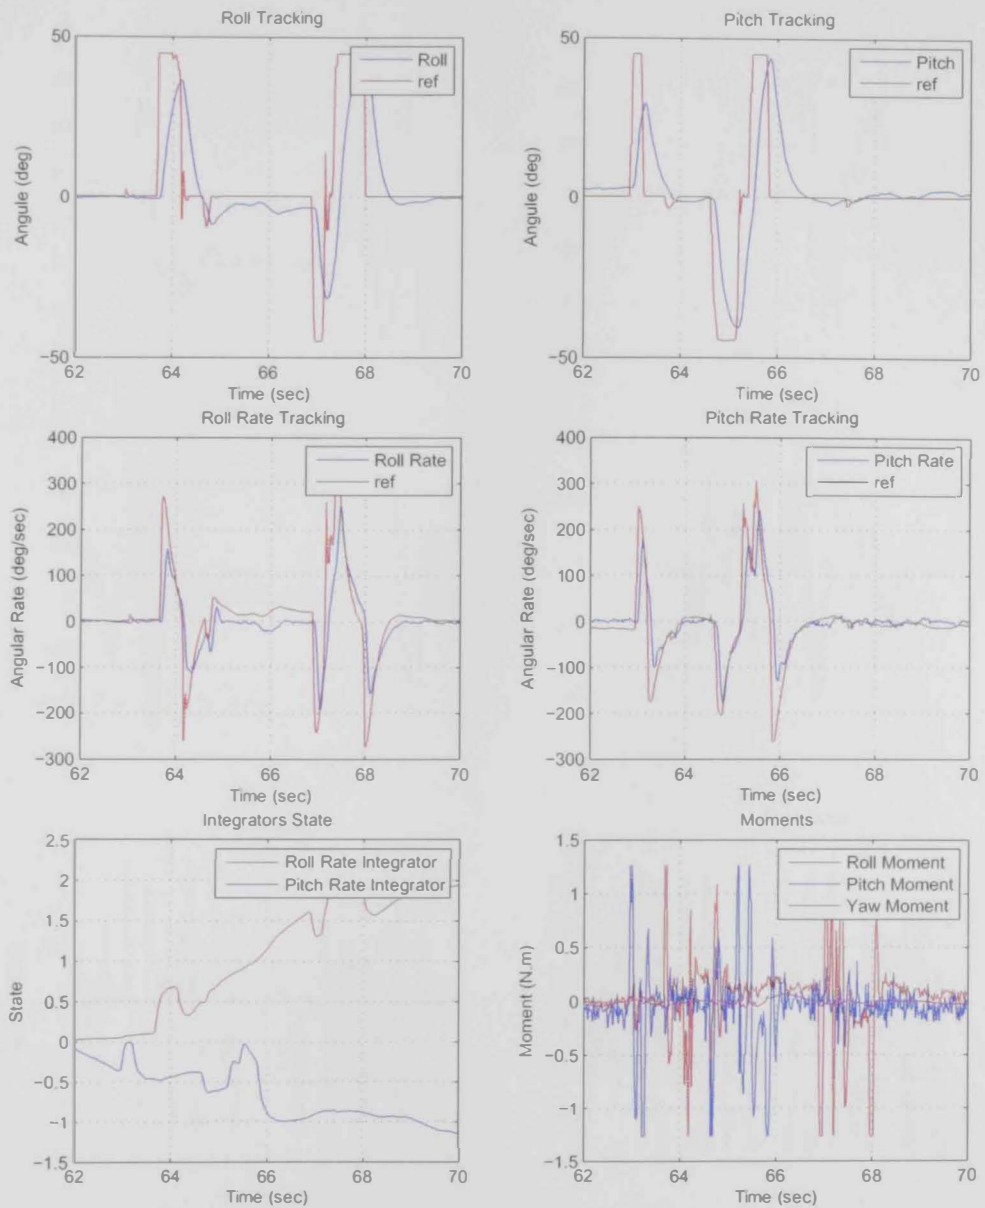 Roll Tracking
50
0
−50
Angule (deg)
Roll
ref
62 64 66 68 70
Time (sec)
Pitch Tracking
50
0
−50
Angule (deg)
Pitch
ref
62 64 66 68 70
Time (sec)
Roll Rate Tracking
400
300
200
100
0
−100
−200
−300
Angular Rate (deg/sec)
Roll Rate
ref
62 64 66 68 70
Time (sec)
Pitch Rate Tracking
400
300
200
100
0
−100
−200
−300
Angular Rate (deg/sec)
Pitch Rate
ref
62 64 66 68 70
Time (sec)
Integrators State
2.5
2
1.5
1
0.5
0
−0.5
−1
−1.5
State
Roll Rate Integrator
Pitch Rate Integrator
62 64 66 68 70
Time (sec)
Moments
1.5
1
0.5
0
−0.5
−1
−1.5
Moment (N.m)
Roll Moment
Pitch Moment
Yaw Moment
62 64 66 68 70
Time (sec)